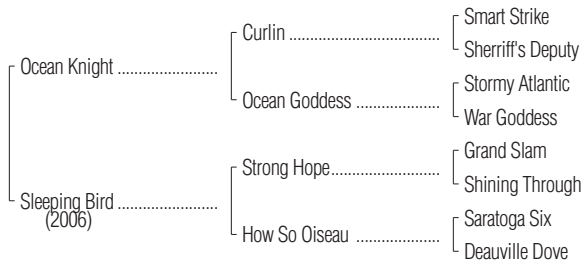 Smart Strike
Curlin ........................................
Sherriff's Deputy
Ocean Knight ..........................
Stormy Atlantic
Ocean Goddess ......................
War Goddess
Grand Slam
Strong Hope............................
Shining Through
Sleeping Bird ..........................
(2006)
Saratoga Six
How So Oiseau ......................
Deauville Dove